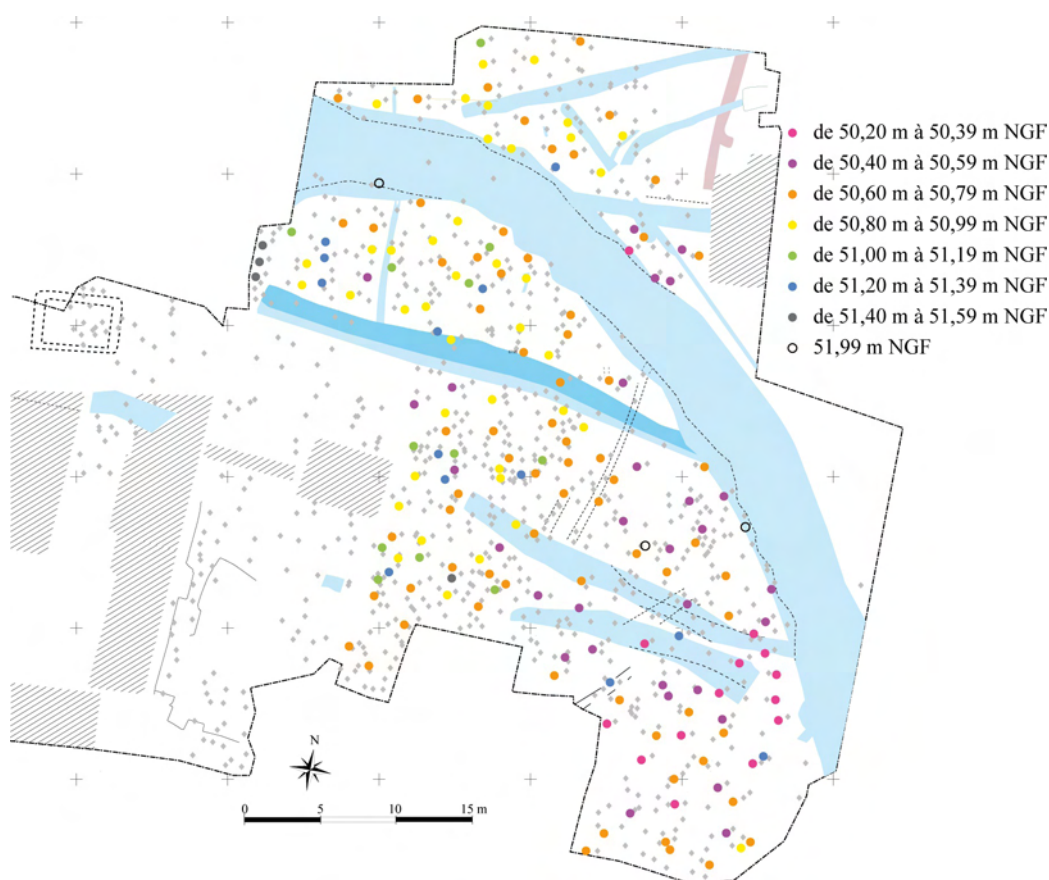 de 50,20 m à 50,39 m NGF
de 50,40 m à 50,59 m NGF
de 50,60 m à 50,79 m NGF
de 50,80 m à 50,99 m NGF
de 51,00 m à 51,19 m NGF
de 51,20 m à 51,39 m NGF
de 51,40 m à 51,59 m NGF
51,99 m NGF
N
0 5 10 15 m